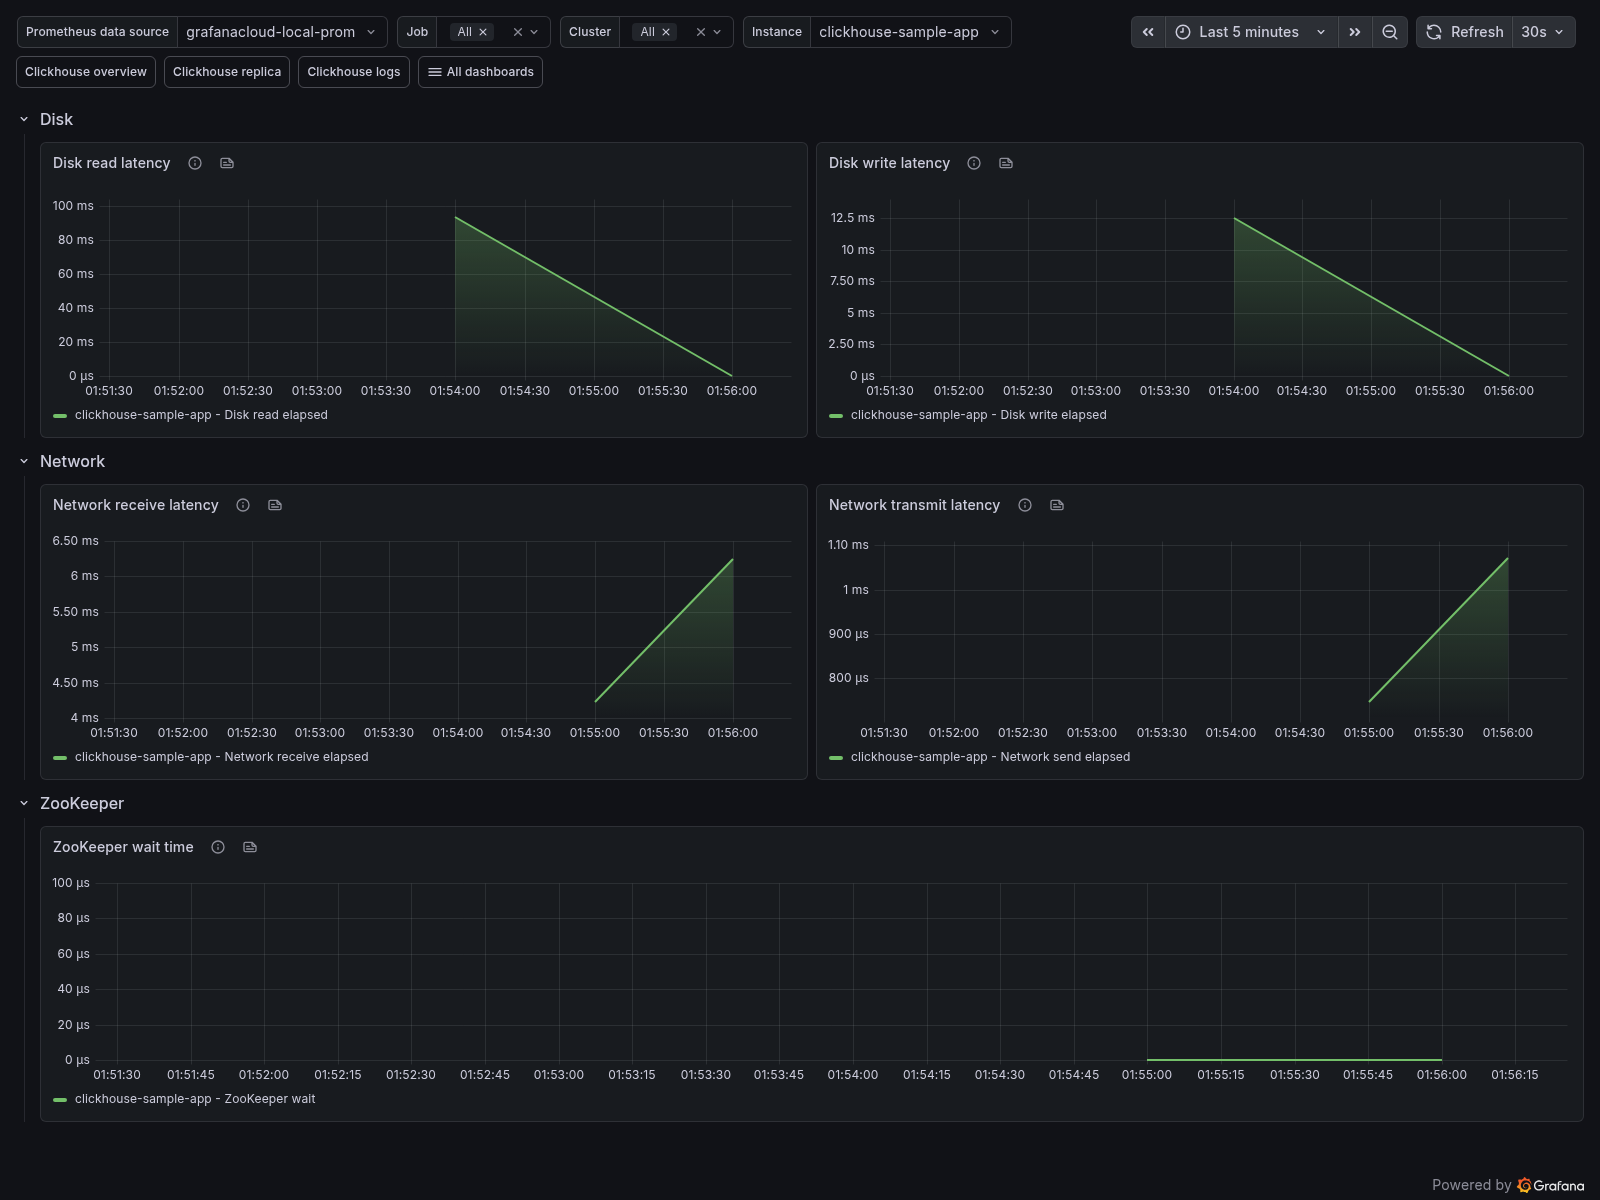 Prometheus data source grafanacloud-local-prom Job All Cluster All Instance clickhouse-sample-app Last 5 minutes Refresh 30s
Clickhouse overview Clickhouse replica Clickhouse logs All dashboards
Disk
Disk read latency
100 ms
80 ms
60 ms
40 ms
20 ms
0 µs
01:51:30 01:52:00 01:52:30 01:53:00 01:53:30 01:54:00 01:54:30 01:55:00 01:55:30 01:56:00
clickhouse-sample-app - Disk read elapsed
Disk write latency
12.5 ms
10 ms
7.50 ms
5 ms
2.50 ms
0 µs
01:51:30 01:52:00 01:52:30 01:53:00 01:53:30 01:54:00 01:54:30 01:55:00 01:55:30 01:56:00
clickhouse-sample-app - Disk write elapsed
Network
Network receive latency
6.50 ms
6 ms
5.50 ms
5 ms
4.50 ms
4 ms
01:51:30 01:52:00 01:52:30 01:53:00 01:53:30 01:54:00 01:54:30 01:55:00 01:55:30 01:56:00
clickhouse-sample-app - Network receive elapsed
Network transmit latency
1.10 ms
1 ms
900 µs
800 µs
01:51:30 01:52:00 01:52:30 01:53:00 01:53:30 01:54:00 01:54:30 01:55:00 01:55:30 01:56:00
clickhouse-sample-app - Network send elapsed
ZooKeeper
ZooKeeper wait time
100 µs
80 µs
60 µs
40 µs
20 µs
0 µs
01:51:30 01:51:45 01:52:00 01:52:15 01:52:30 01:52:45 01:53:00 01:53:15 01:53:30 01:53:45 01:54:00 01:54:15 01:54:30 01:54:45 01:55:00 01:55:15 01:55:30 01:55:45 01:56:00 01:56:15
clickhouse-sample-app - ZooKeeper wait
Powered by Grafana